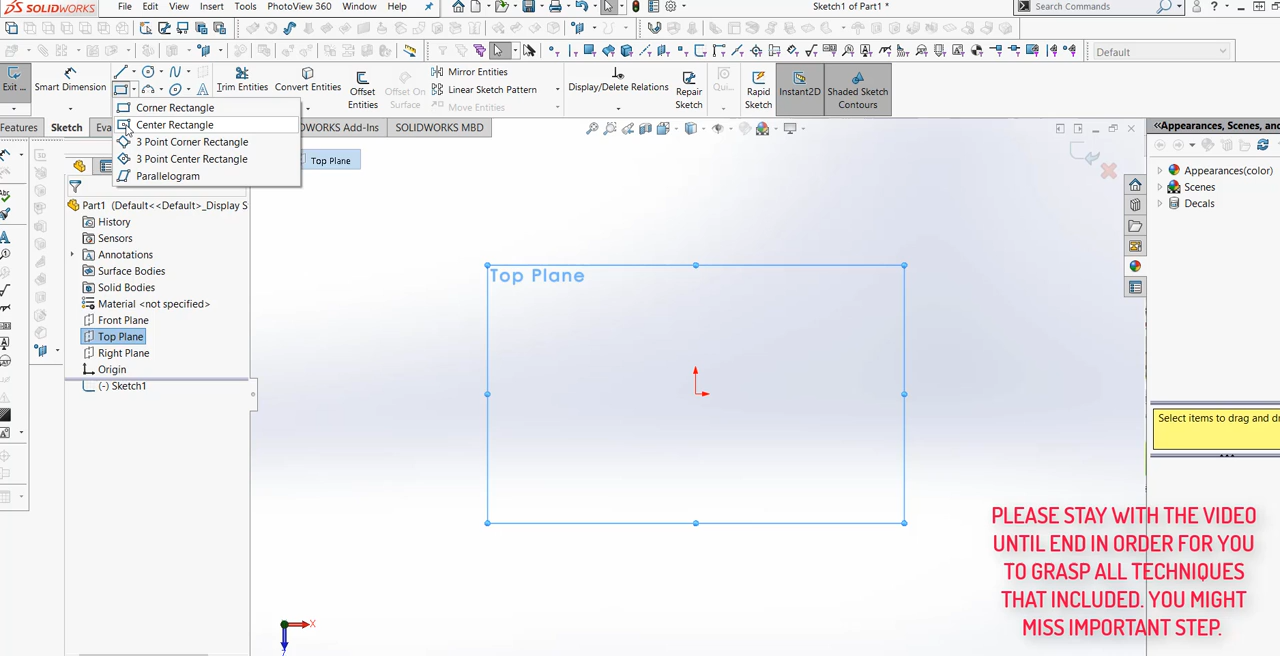 SOLIDWORKS File Edit View Insert Tools PhotoView 360 Window Help Sketch1 of Part1 * Search Commands
Default
Exit ... Smart Dimension Trim Entities Convert Entities Offset Entities Offset On Surface Mirror Entities Linear Sketch Pattern Move Entities Display/Delete Relations Repair Sketch Qui... Rapid Sketch Instant2D Shaded Sketch Contours
Corner Rectangle
Center Rectangle
3 Point Corner Rectangle
3 Point Center Rectangle
Parallelogram
Features Sketch Eva DWORKS Add-Ins SOLIDWORKS MBD
<<Appearances, Scenes, and
Top Plane
Appearances(color)
Scenes
Decals
Part1 (Default<<Default>_Display S
History
Sensors
Annotations
Surface Bodies
Solid Bodies
Material <not specified>
Front Plane
Top Plane
Right Plane
Origin
(-) Sketch1
Top Plane
Select items to drag and dr
X
PLEASE STAY WITH THE VIDEO
UNTIL END IN ORDER FOR YOU
TO GRASP ALL TECHNIQUES
THAT INCLUDED. YOU MIGHT
MISS IMPORTANT STEP.